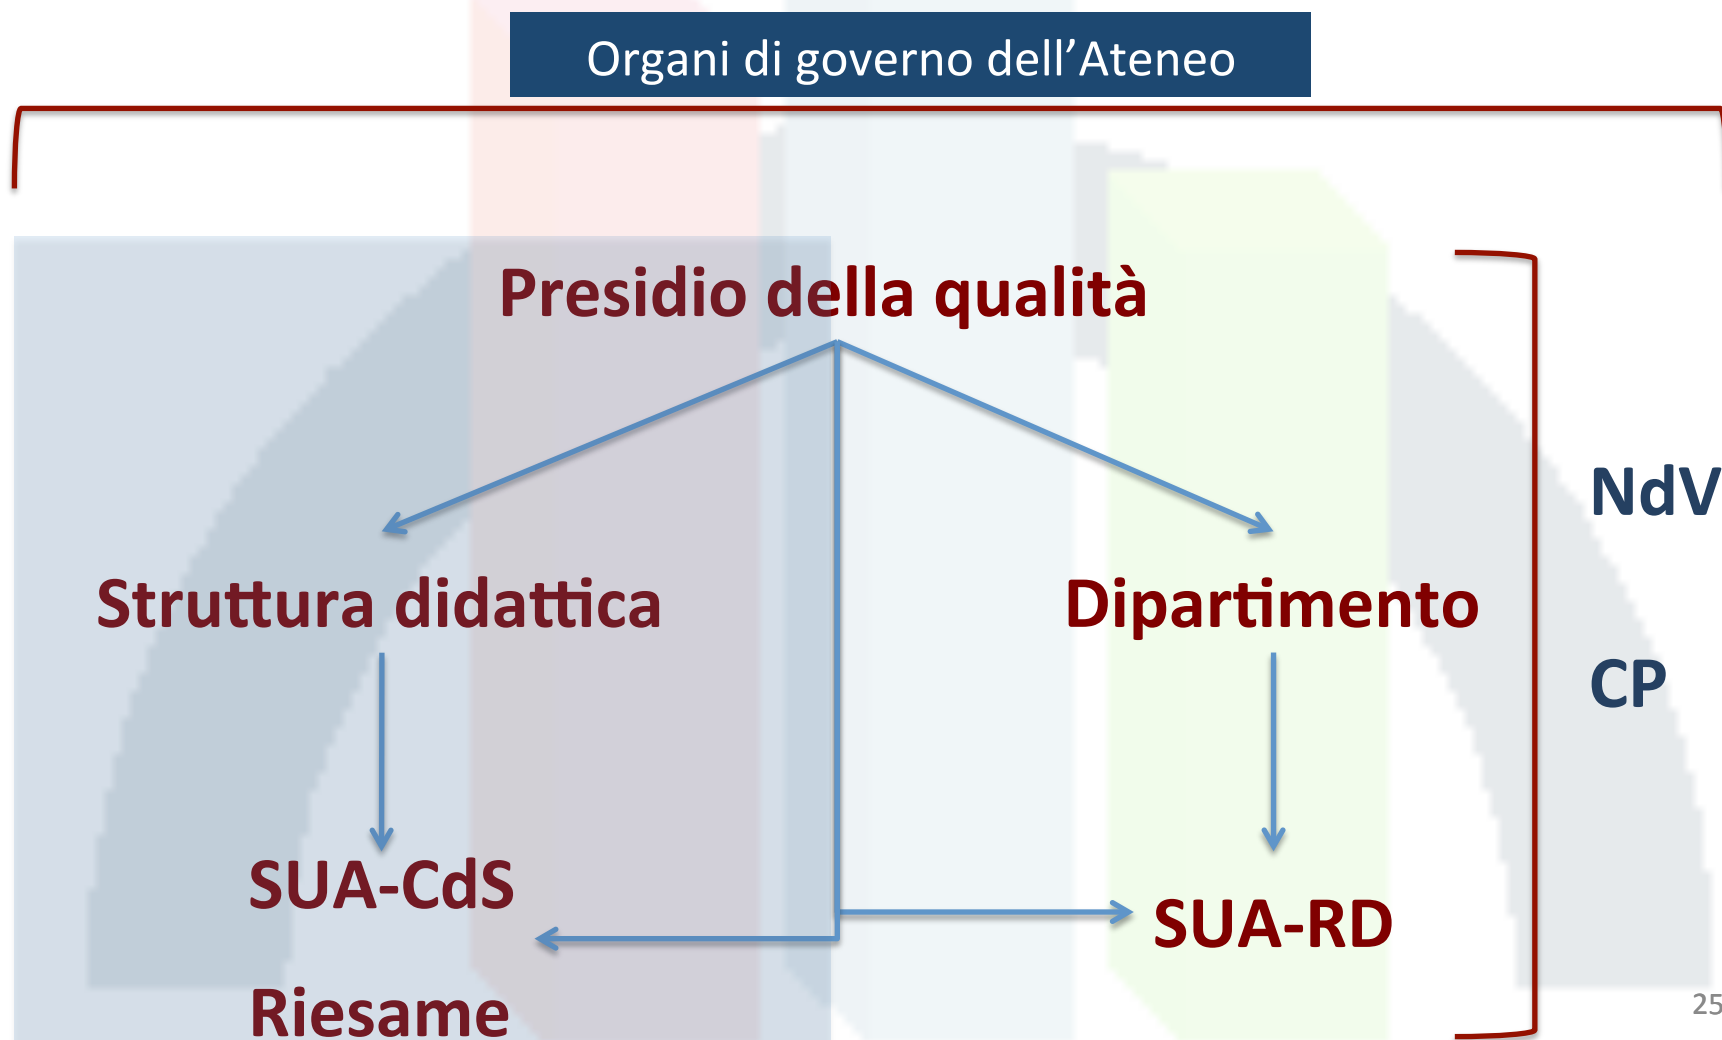 Organi di governo dell’Ateneo
Presidio della qualità
NdV
Struttura didattica
Dipartimento
CP
SUA-CdS
SUA-RD
Riesame
25